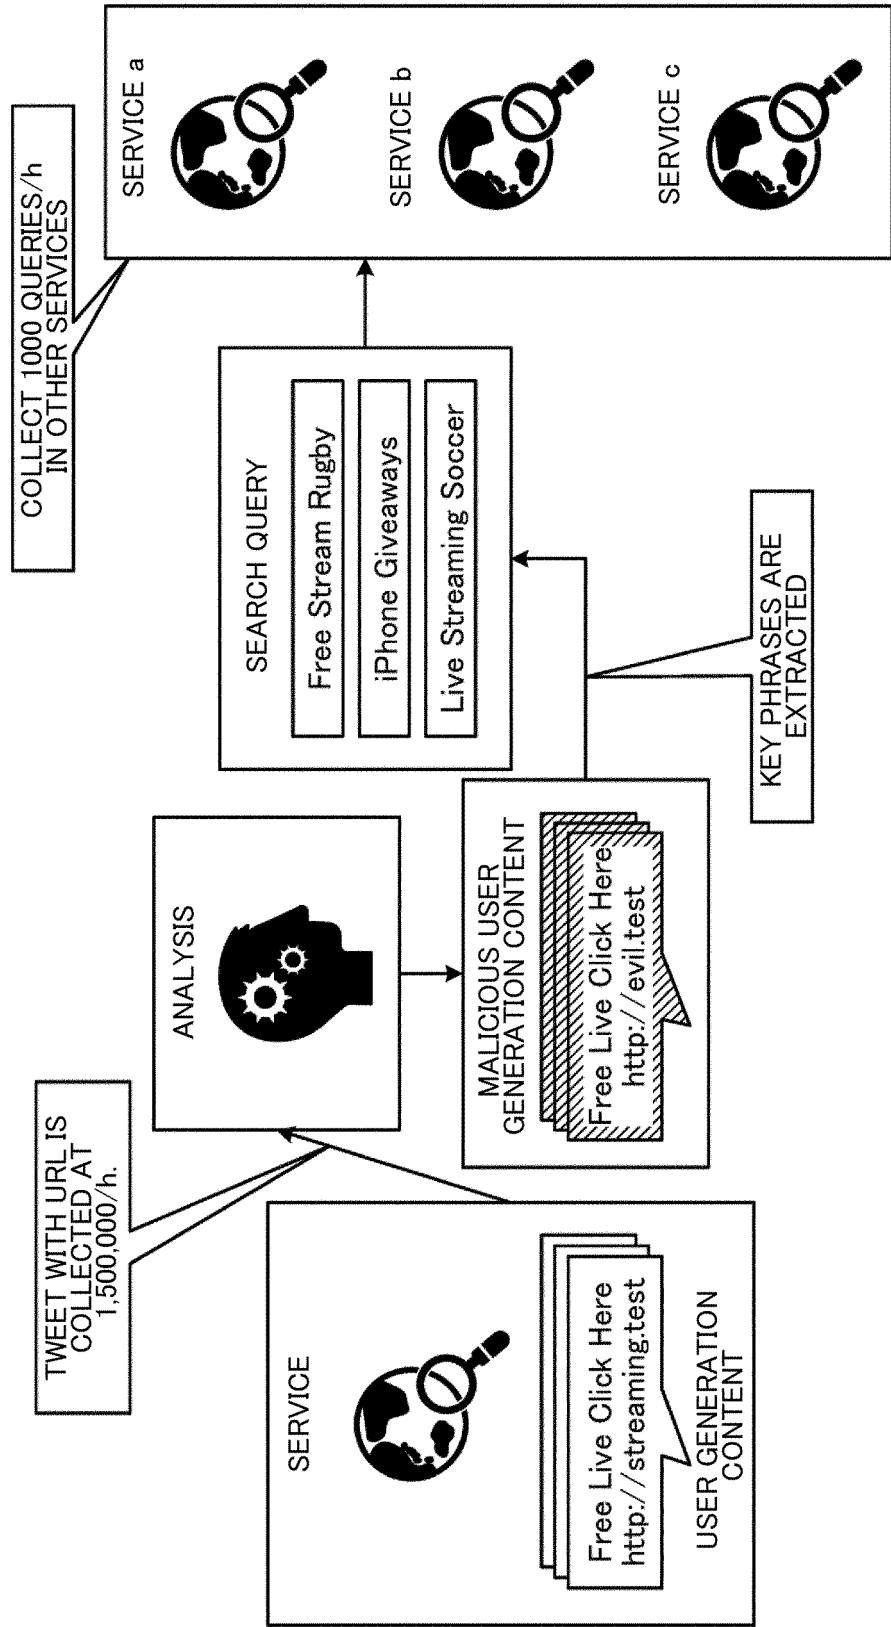 TWEET WITH URL IS
COLLECTED AT
1,500,000/h.
COLLECT 1000 QUERIES/h
IN OTHER SERVICES
SERVICE
Free Live Click Here
http://streaming.test
USER GENERATION
CONTENT
ANALYSIS
MALICIOUS USER
GENERATION CONTENT
Free Live Click Here
http://evil.test
SEARCH QUERY
Free Stream Rugby
iPhone Giveaways
Live Streaming Soccer
KEY PHRASES ARE
EXTRACTED
SERVICE a
SERVICE b
SERVICE c